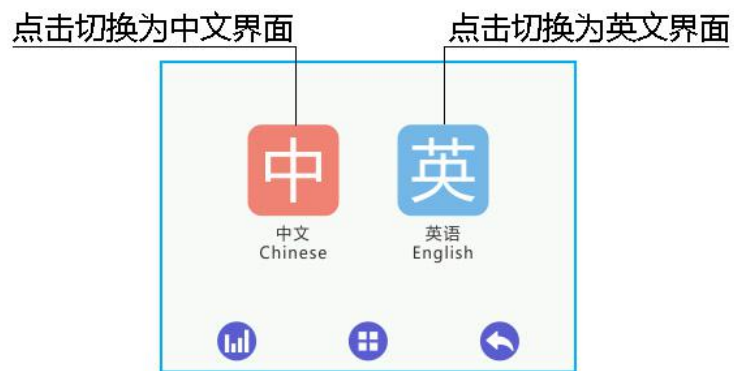 点击切换为中文界面
点击切换为英文界面
中
英
中文
Chinese
英语
English